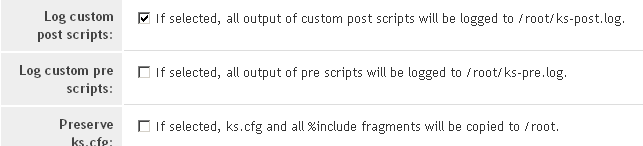 Log custom
post scripts:
If selected, all output of custom post scripts will be logged to /root/ks-post.log.
Log custom pre
scripts:
If selected, all output of pre scripts will be logged to /root/ks-pre.log.
Preserve
ks.cfg:
If selected, ks.cfg and all %include fragments will be copied to /root.